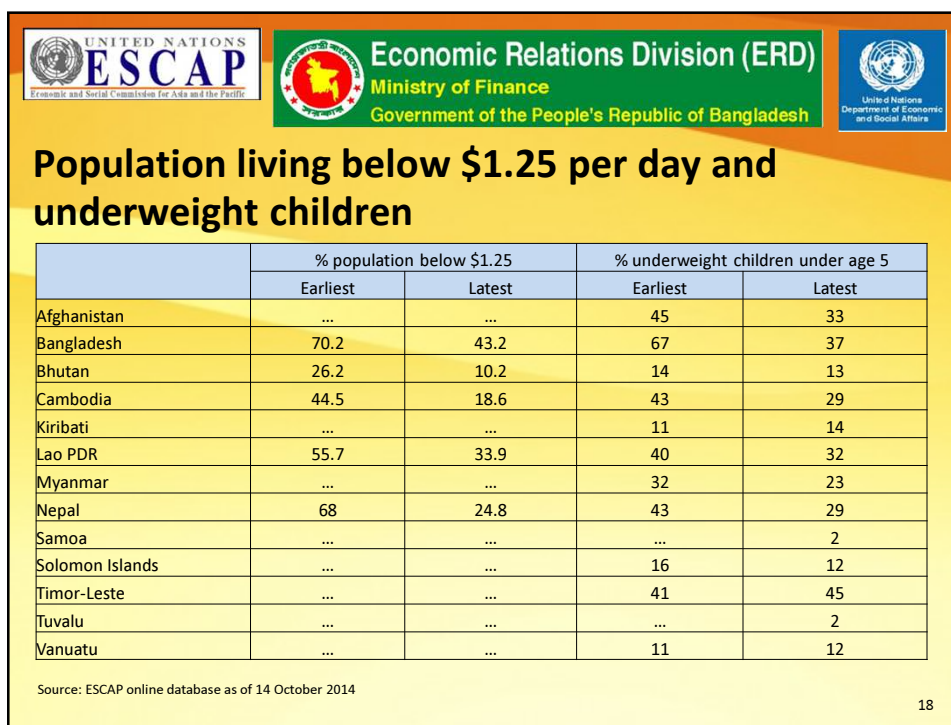 UNITED NATIONS
ESCAP
Economic and Social Commission for Asia and the Pacific
Economic Relations Division (ERD)
Ministry of Finance
Government of the People's Republic of Bangladesh
United Nations
Department of Economic
and Social Affairs
Population living below $1.25 per day and
underweight children
% population below $1.25 % underweight children under age 5
Earliest Latest Earliest Latest
Afghanistan … … 45 33
Bangladesh 70.2 43.2 67 37
Bhutan 26.2 10.2 14 13
Cambodia 44.5 18.6 43 29
Kiribati … … 11 14
Lao PDR 55.7 33.9 40 32
Myanmar … … 32 23
Nepal 68 24.8 43 29
Samoa … … … 2
Solomon Islands … … 16 12
Timor-Leste … … 41 45
Tuvalu … … … 2
Vanuatu … … 11 12
Source: ESCAP online database as of 14 October 2014
18